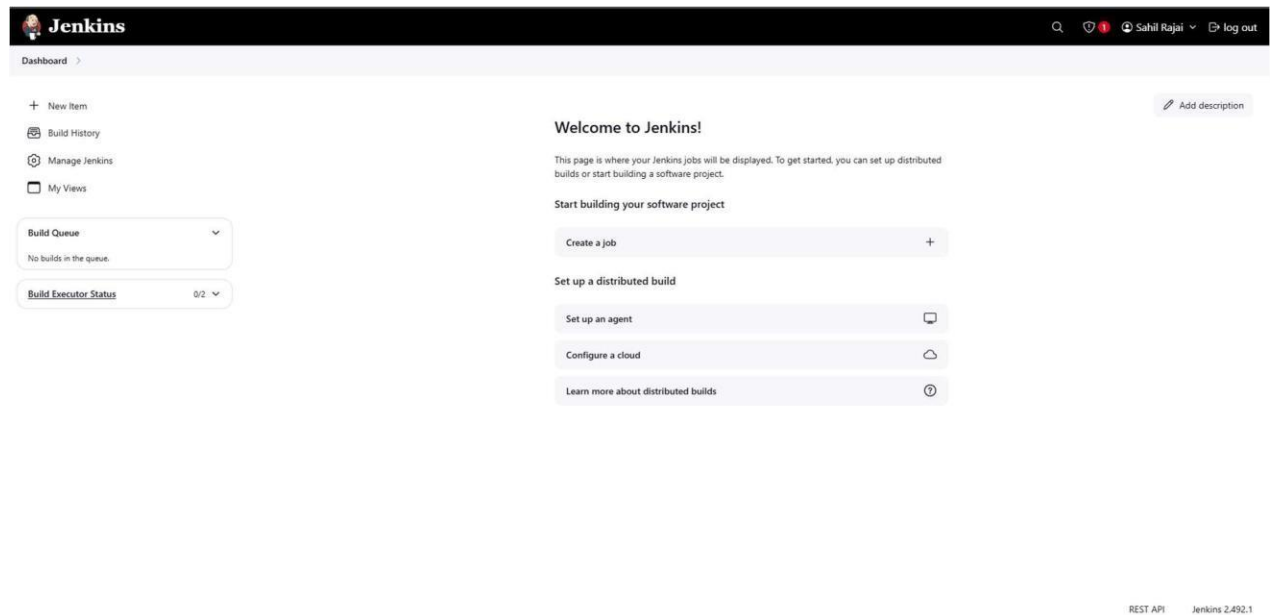 Jenkins
1
Sahil Rajai
log out
Dashboard
New Item
Build History
Manage Jenkins
My Views
Build Queue
No builds in the queue.
Build Executor Status
0/2
Add description
Welcome to Jenkins!
This page is where your Jenkins jobs will be displayed. To get started, you can set up distributed
builds or start building a software project.
Start building your software project
Create a job
Set up a distributed build
Set up an agent
Configure a cloud
Learn more about distributed builds
REST API
Jenkins 2.492.1